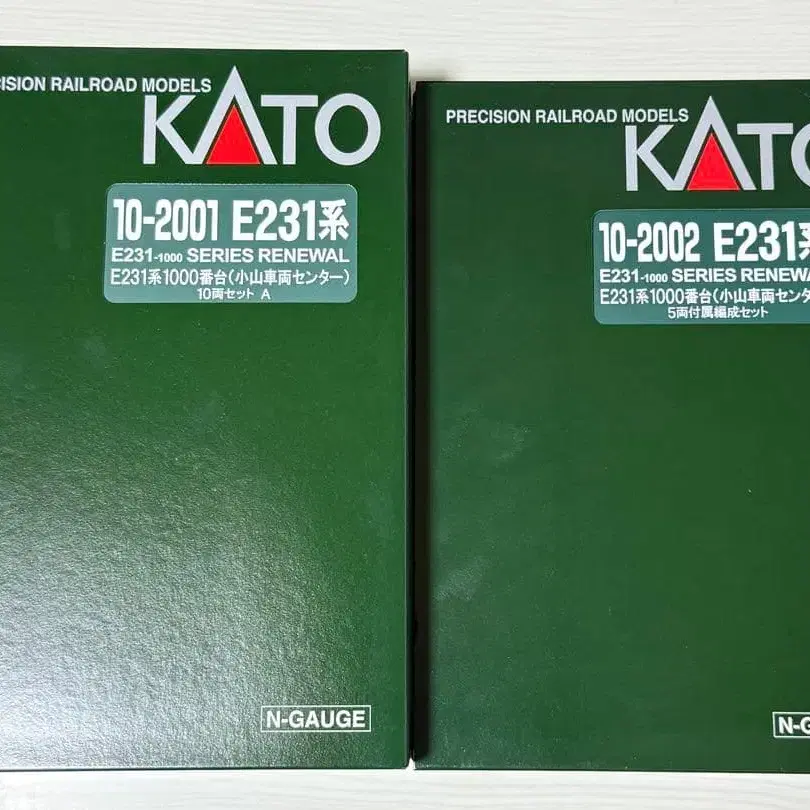 CISION RAILROAD MODELS
KATO
10-2001 E231系
E231-1000 SERIES RENEWAL
E231系1000番台(小山車両センター)
10両セット A
N-GAUGE
PRECISION RAILROAD MODELS
KATO
10-2002 E231系
E231-1000 SERIES RENEWAL
E231系1000番台(小山車両センタ
5両付属編成セット
N-G